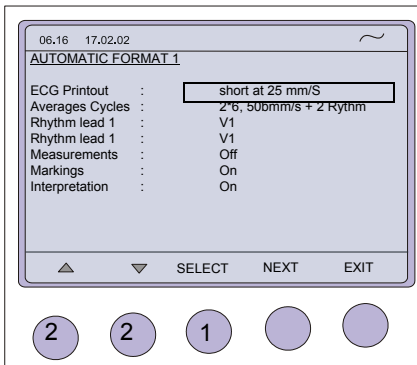 06.16 17.02.02
AUTOMATIC FORMAT 1
ECG Printout : short at 25 mm/S
Averages Cycles : 2*6, 50bmm/s + 2 Rythm
Rhythm lead 1 : V1
Rhythm lead 1 : V1
Measurements : Off
Markings : On
Interpretation : On
SELECT NEXT EXIT
2 2 1